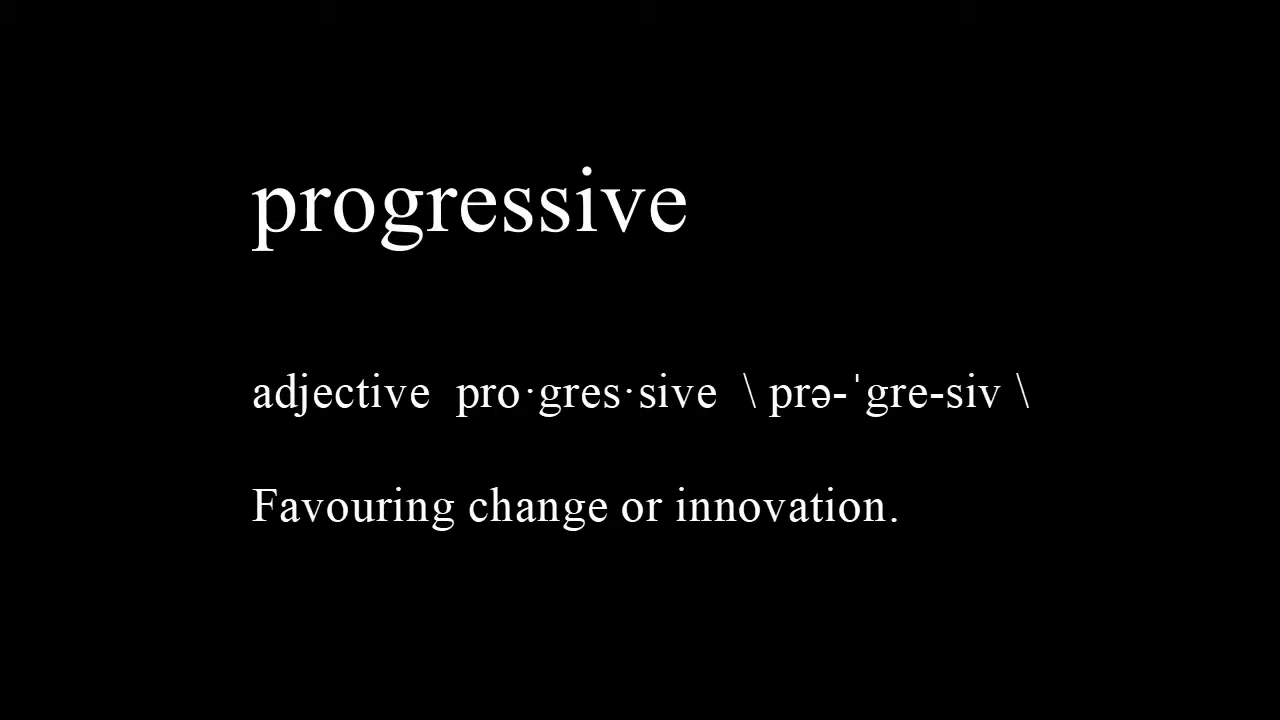 progressive
adjective pro·gres·sive \ prə-ˈgre-siv \
Favouring change or innovation.